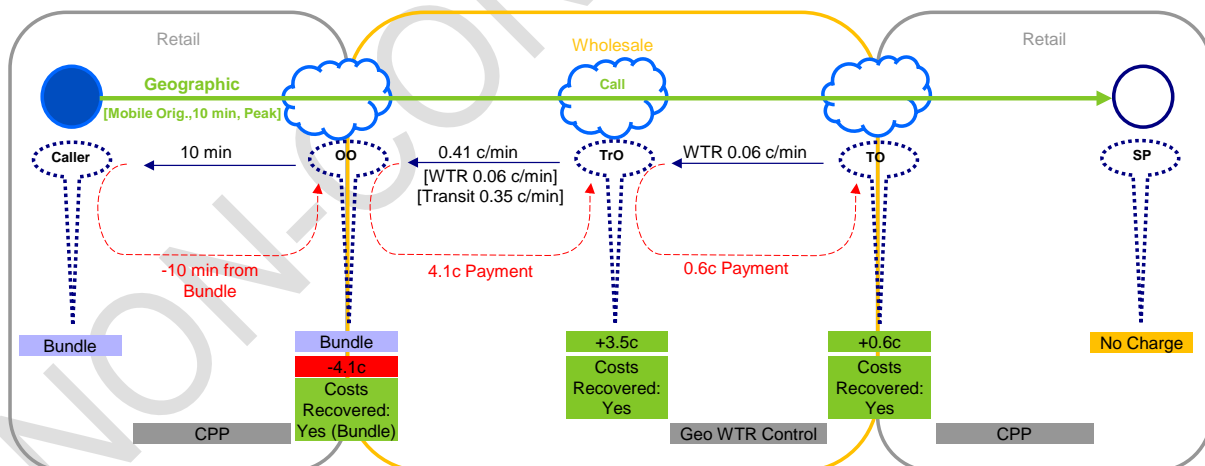 Retail
Wholesale
Retail
Geographic
Call
[Mobile Orig.,10 min, Peak]
Caller
10 min
OO
0.41 c/min
[WTR 0.06 c/min]
[Transit 0.35 c/min]
TrO
WTR 0.06 c/min
TO
SP
-10 min from
Bundle
4.1c Payment
0.6c Payment
Bundle
Bundle
-4.1c
Costs
Recovered:
Yes (Bundle)
+3.5c
Costs
Recovered:
Yes
+0.6c
Costs
Recovered:
Yes
No Charge
CPP
Geo WTR Control
CPP
NON-CON